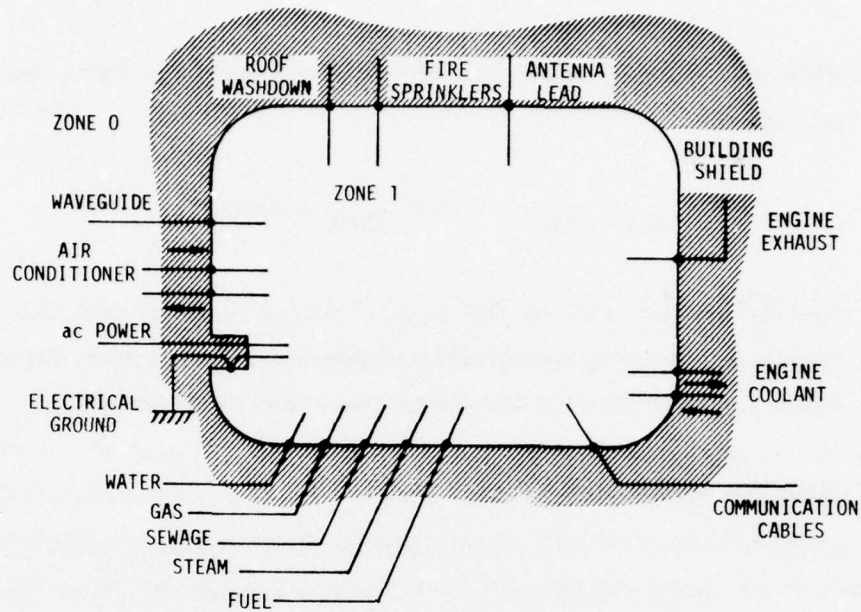 ROOF
WASHDOWN
FIRE
SPRINKLERS
ANTENNA
LEAD
ZONE 0
BUILDING
SHIELD
ZONE 1
WAVEGUIDE
ENGINE
EXHAUST
AIR
CONDITIONER
ac POWER
ENGINE
COOLANT
ELECTRICAL
GROUND
WATER
GAS
SEWAGE
STEAM
FUEL
COMMUNICATION
CABLES